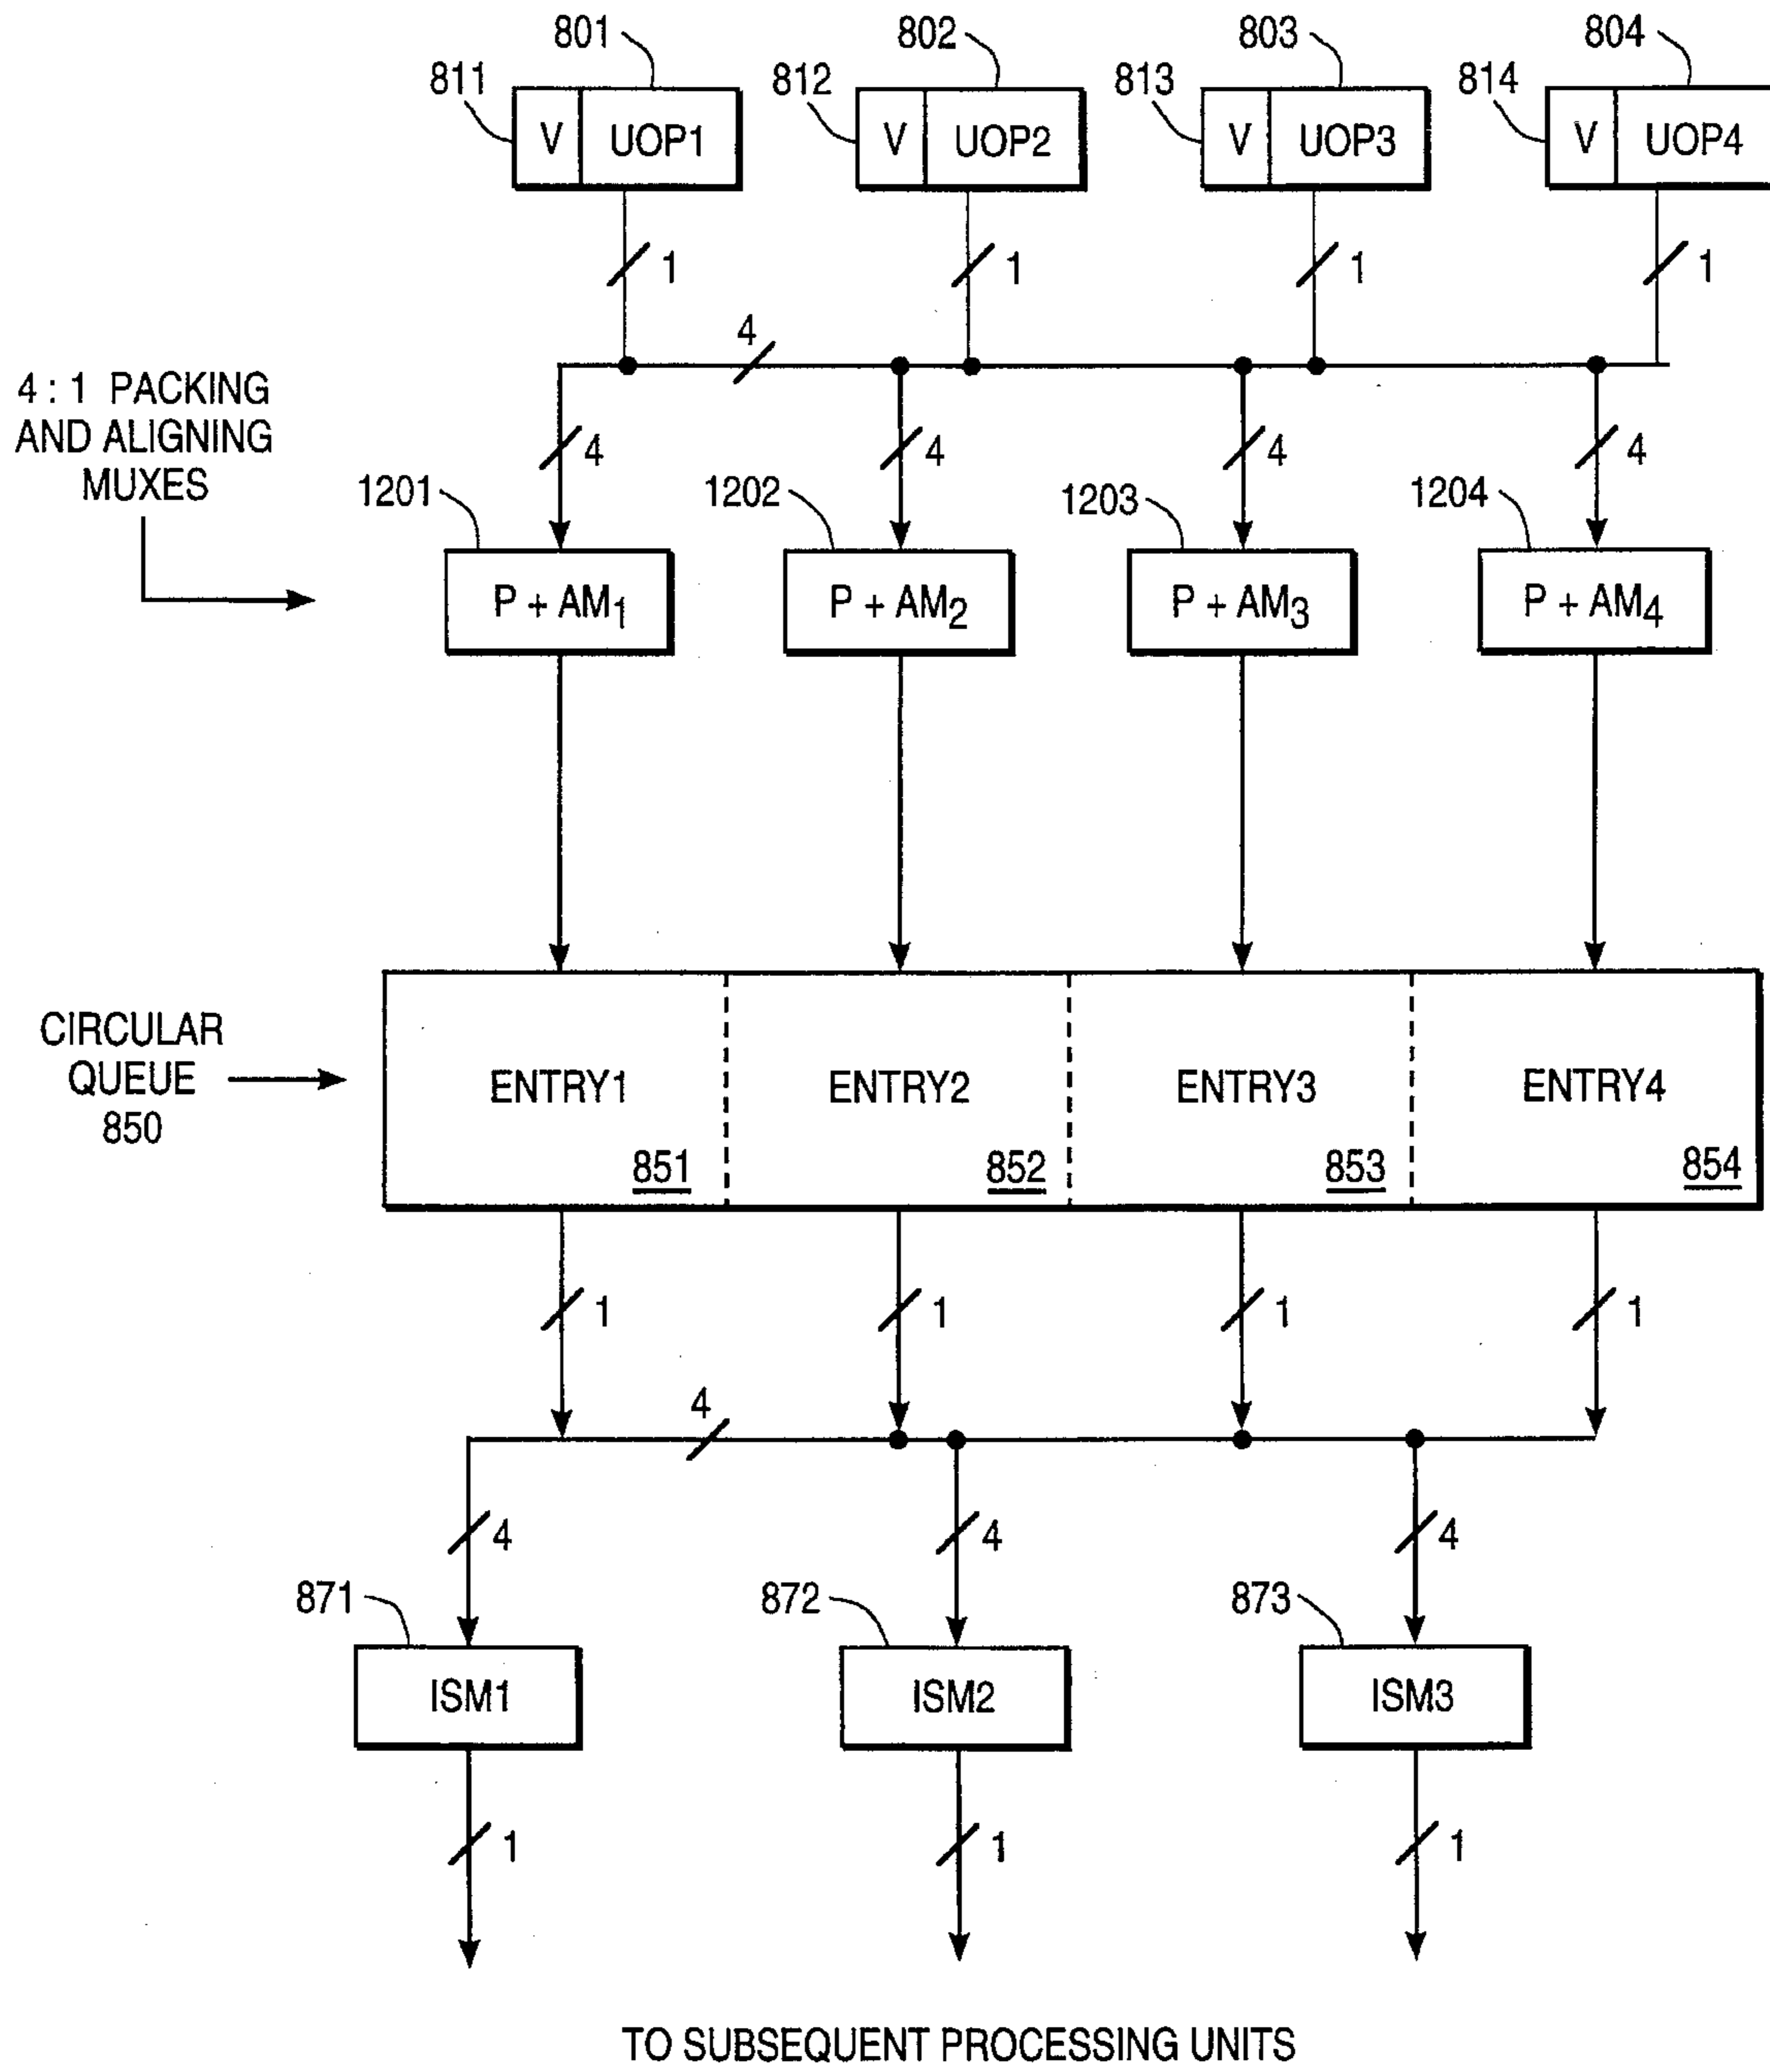 801
802
803
804
811
812
813
814
V
UOP1
V
UOP2
V
UOP3
V
UOP4
1
1
1
1
4
4 : 1 PACKING
AND ALIGNING
MUXES
4
4
4
4
1201
1202
1203
1204
P + AM1
P + AM2
P + AM3
P + AM4
CIRCULAR
QUEUE
850
ENTRY1
ENTRY2
ENTRY3
ENTRY4
851
852
853
854
1
1
1
1
4
4
4
4
871
872
873
ISM1
ISM2
ISM3
1
1
1
TO SUBSEQUENT PROCESSING UNITS